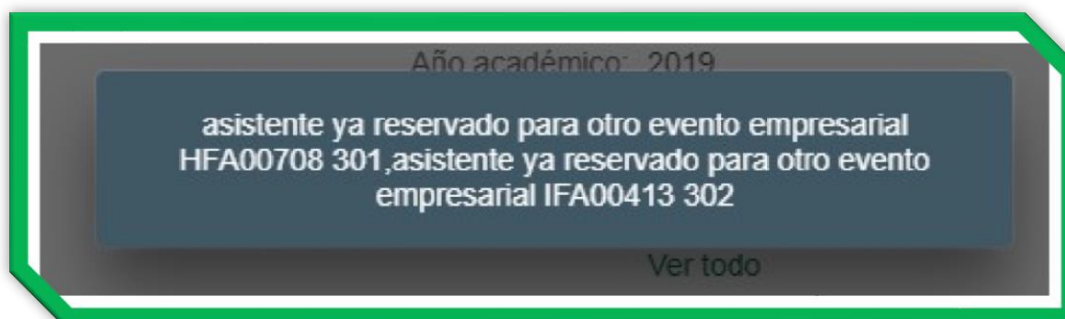 Año académico: 2019
asistente ya reservado para otro evento empresarial
HFA00708 301,asistente ya reservado para otro evento
empresarial IFA00413 302
Ver todo